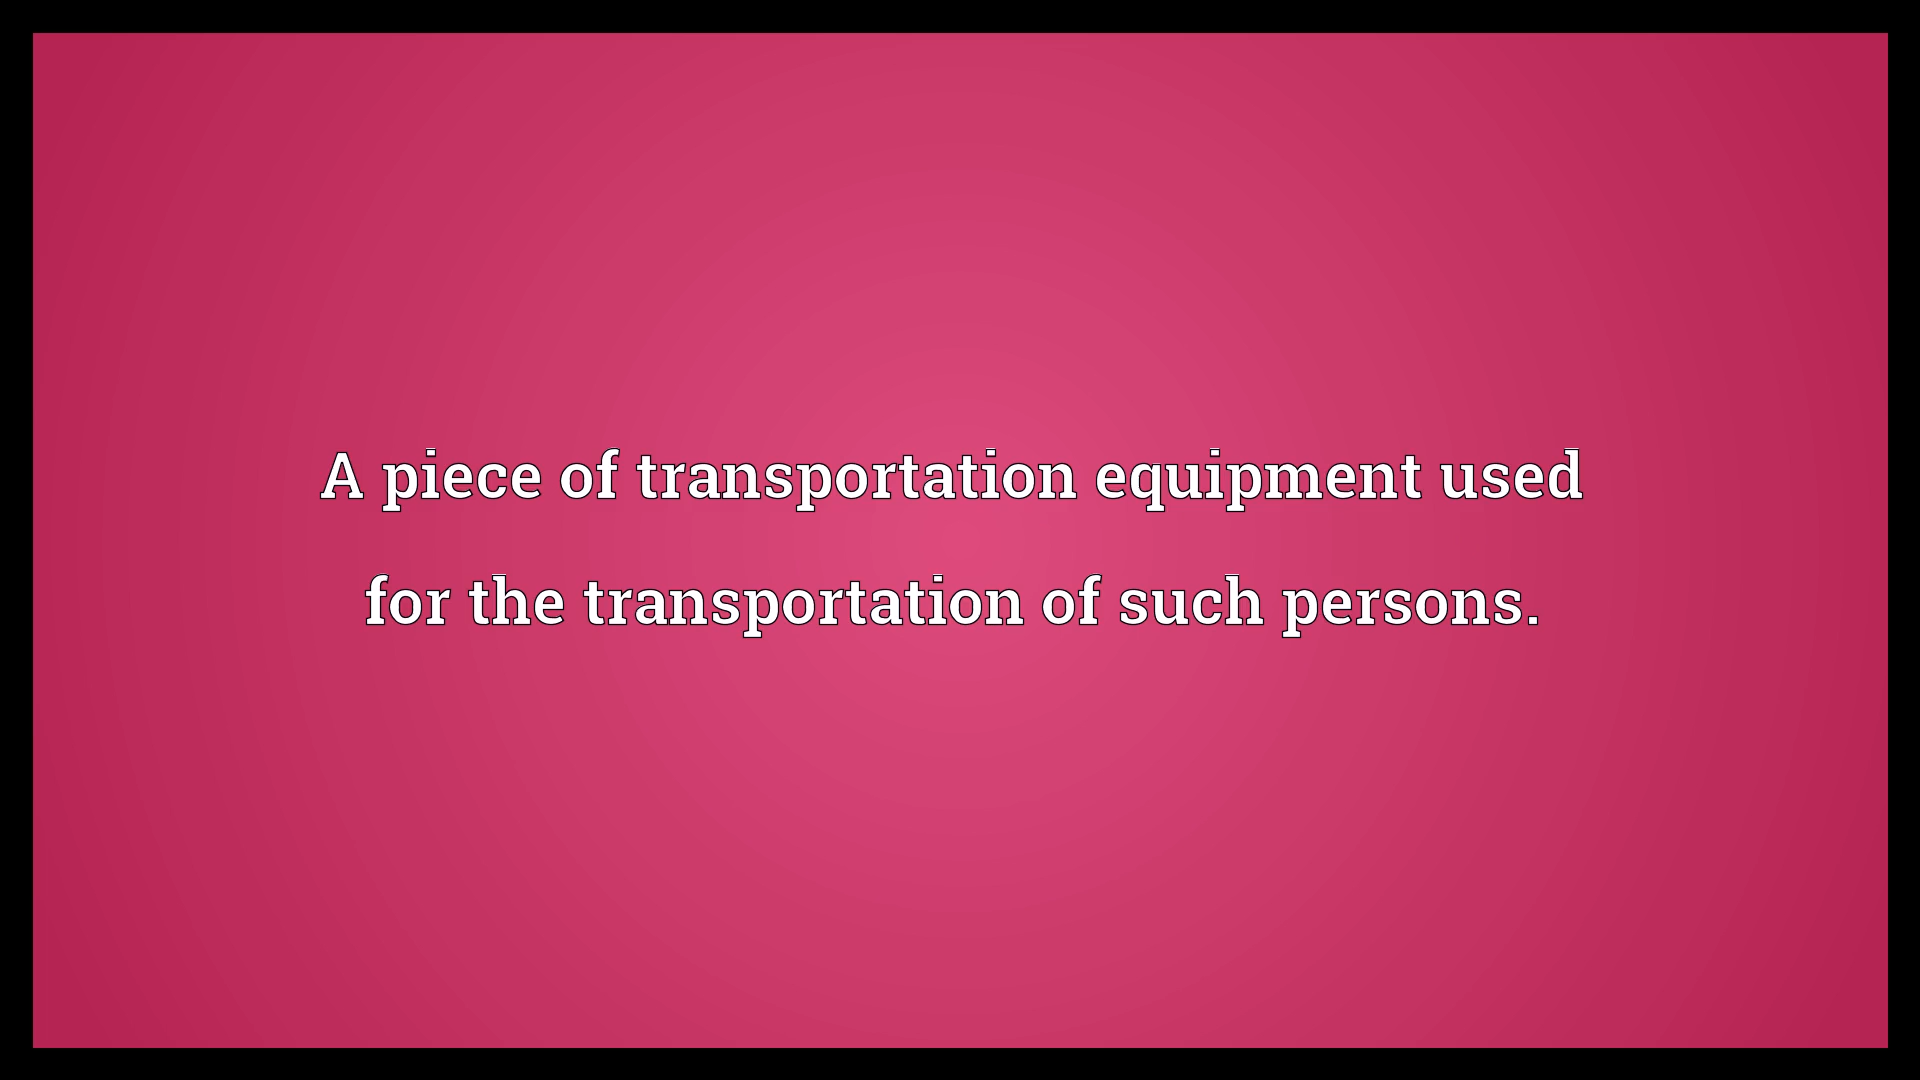 A piece of transportation equipment used
for the transportation of such persons.